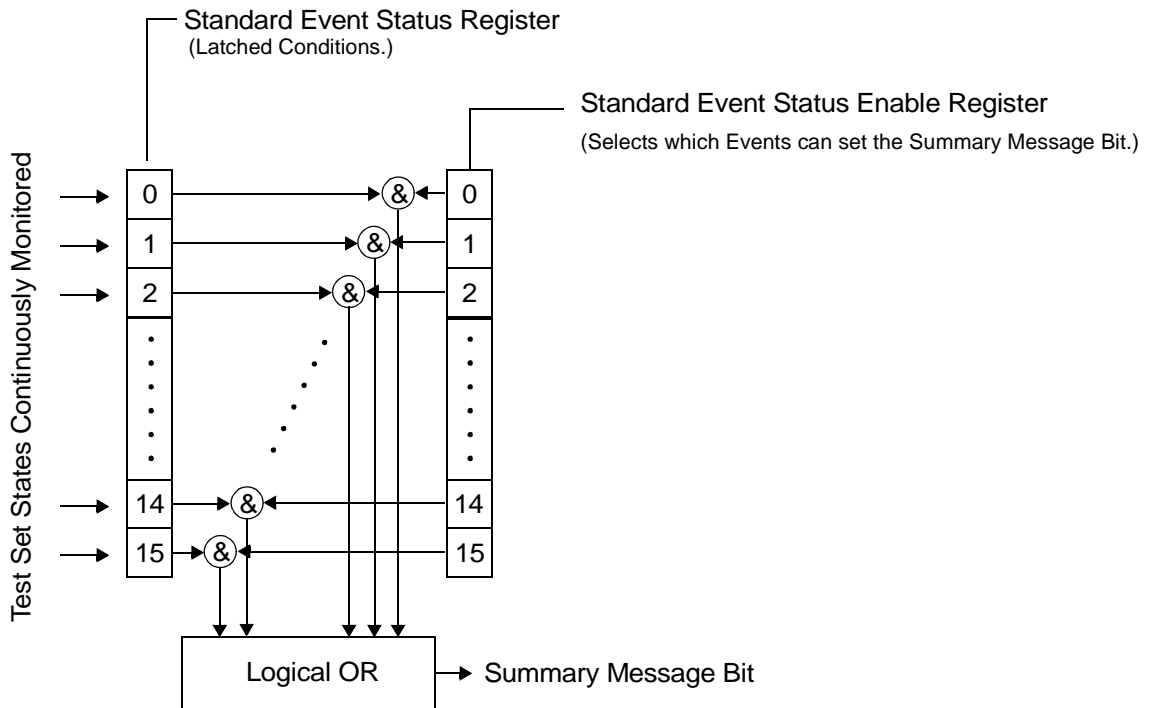 Standard Event Status Register
(Latched Conditions.)
Standard Event Status Enable Register
(Selects which Events can set the Summary Message Bit.)
Test Set States Continuously Monitored
0 & 0
1 & 1
2 & 2
14 & 14
15 & 15
Logical OR
Summary Message Bit